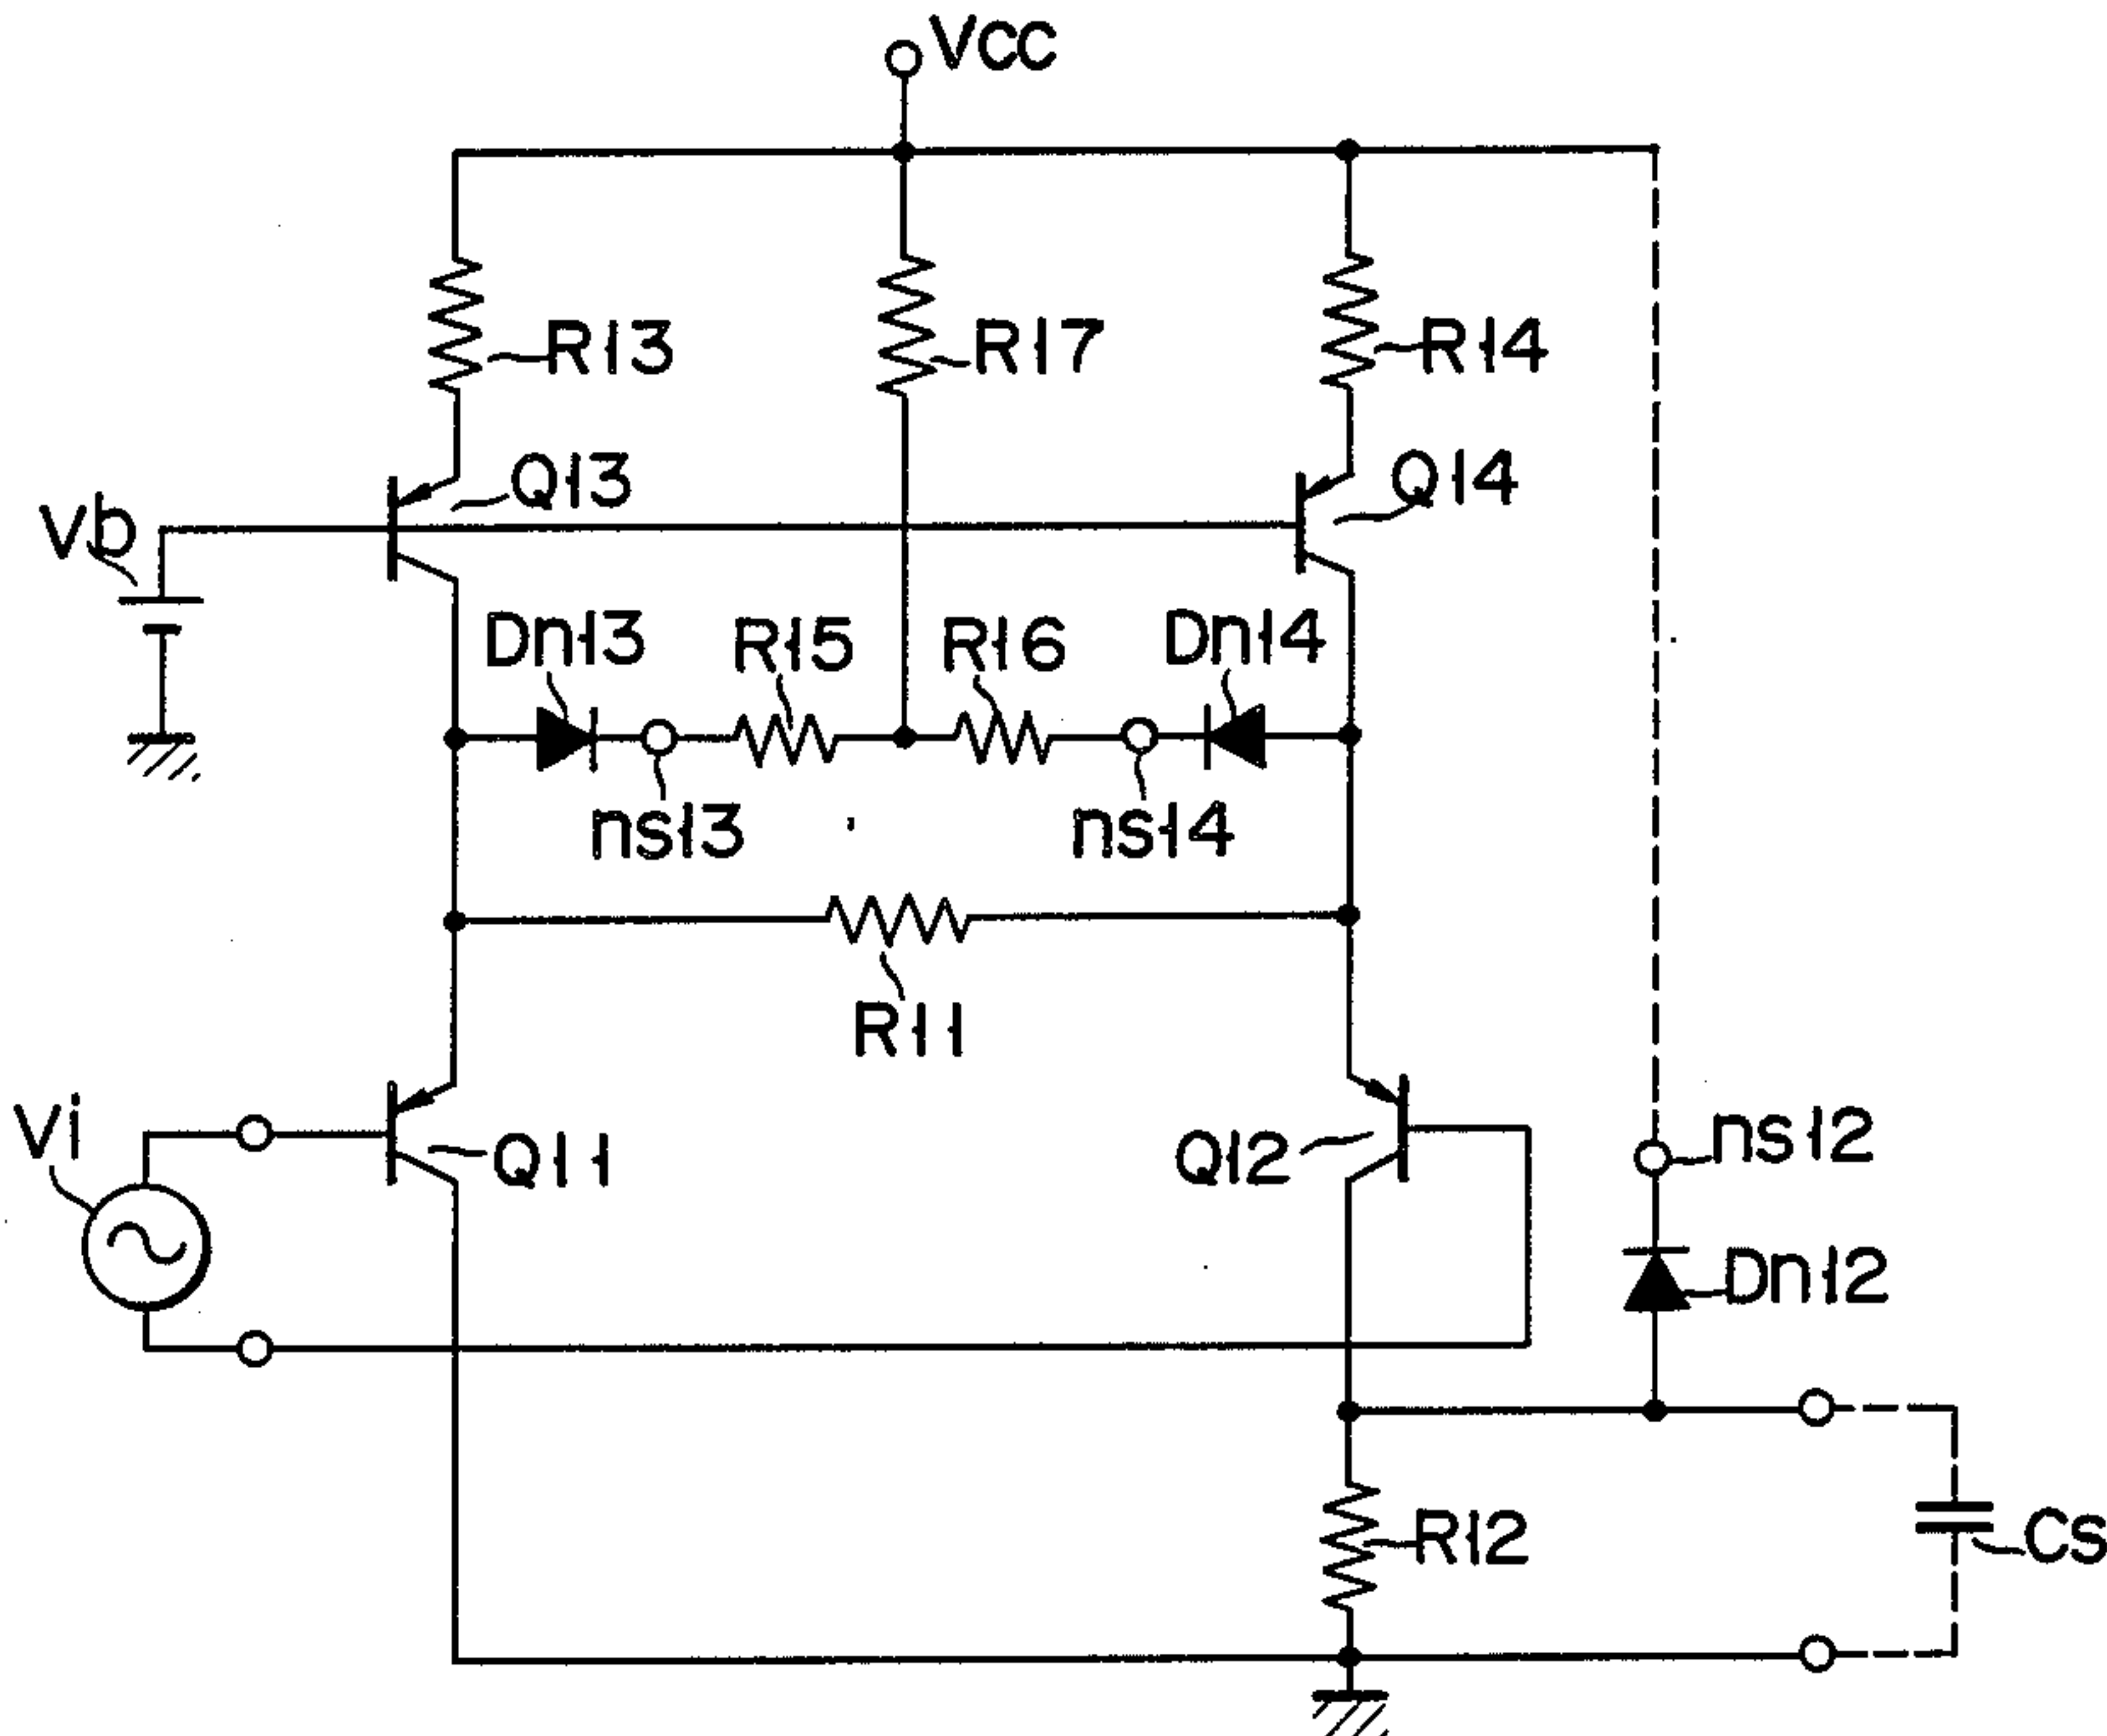 Vcc
R13
R17
R14
Q13
Q14
Vb
Dn13
R15
R16
Dn14
ns13
ns14
R11
Vi
Q11
Q12
ns12
Dn12
R12
Cs